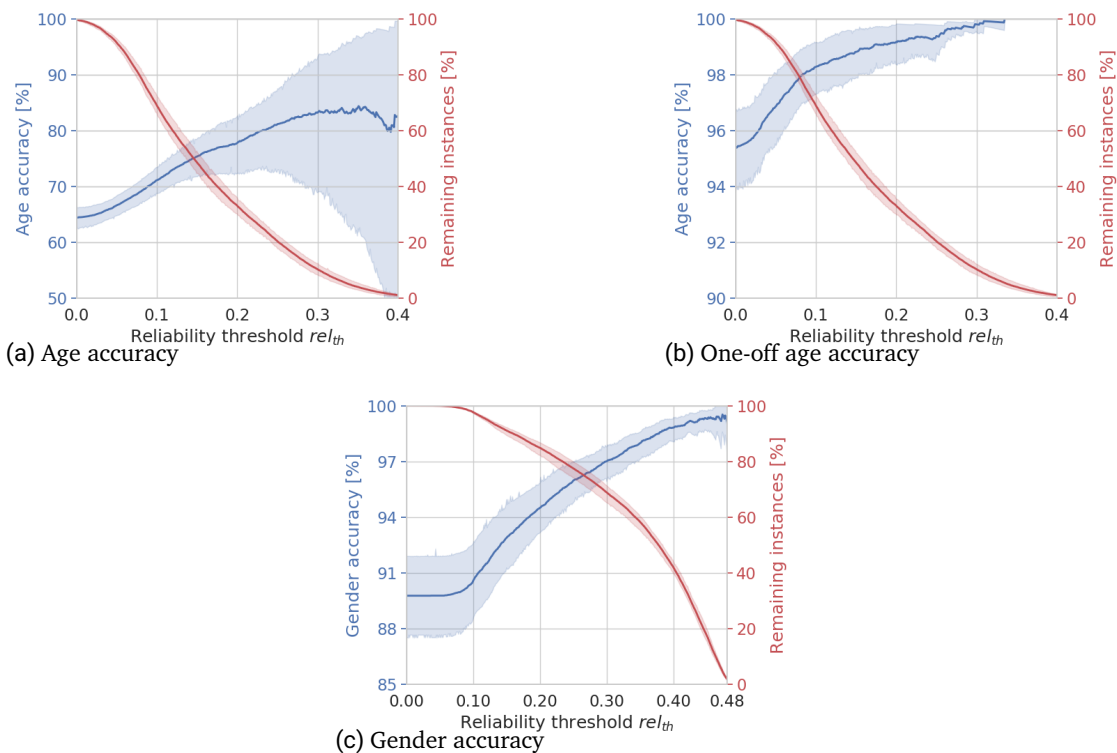 100
90
80
70
60
50
Age accuracy [%]
100
80
60
40
20
0
Remaining instances [%]
0.0 0.1 0.2 0.3 0.4
Reliability threshold rel_th
(a) Age accuracy
100
98
96
94
92
90
Age accuracy [%]
100
80
60
40
20
0
Remaining instances [%]
0.0 0.1 0.2 0.3 0.4
Reliability threshold rel_th
(b) One-off age accuracy
100
97
94
91
88
85
Gender accuracy [%]
100
80
60
40
20
0
Remaining instances [%]
0.00 0.10 0.20 0.30 0.40 0.48
Reliability threshold rel_th
(c) Gender accuracy